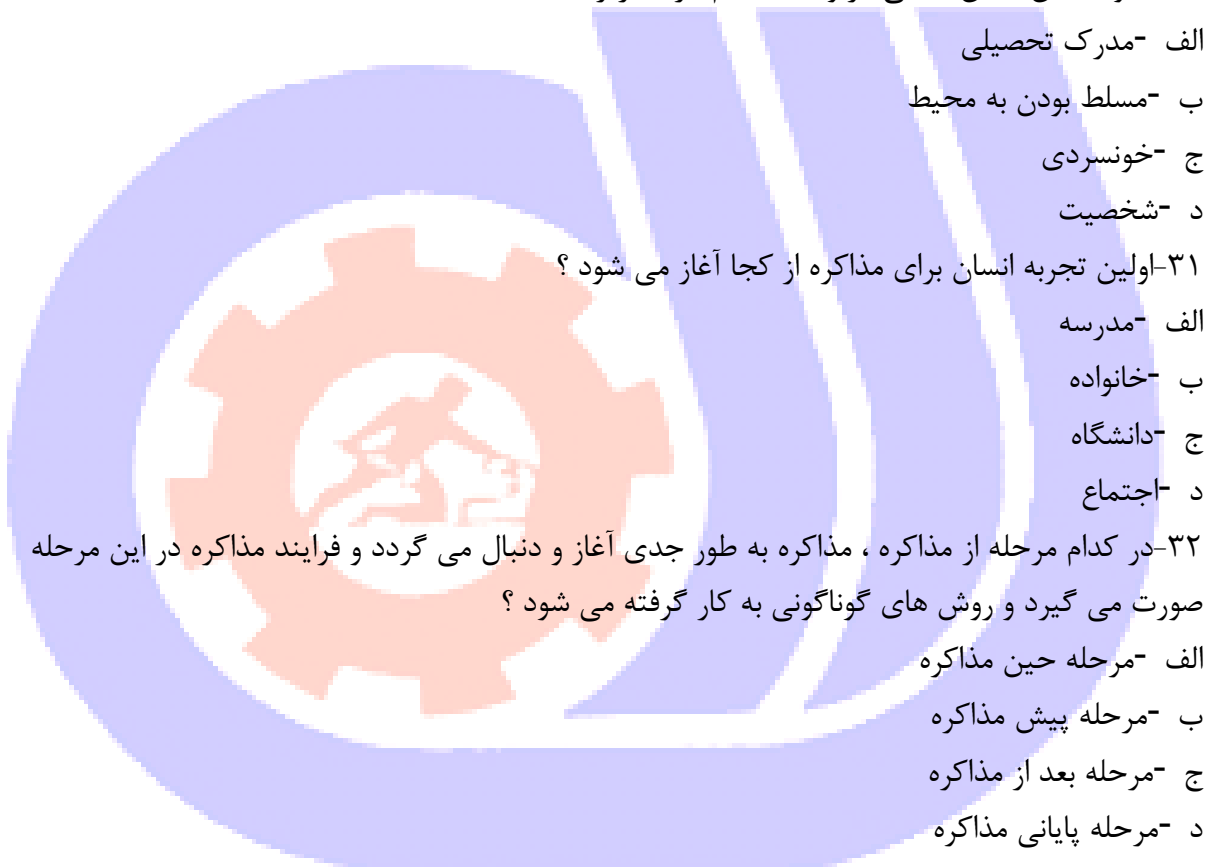 الف -مدرک تحصیلی
ب -مسلط بودن به محیط
ج -خونسردی
د -شخصیت
۳۱-اولین تجربه انسان برای مذاکره از کجا آغاز می شود ؟
الف -مدرسه
ب -خانواده
ج -دانشگاه
د -اجتماع
۳۲-در کدام مرحله از مذاکره ، مذاکره به طور جدی آغاز و دنبال می گردد و فرایند مذاکره در این مرحله
صورت می گیرد و روش های گوناگونی به کار گرفته می شود ؟
الف -مرحله حین مذاکره
ب -مرحله پیش مذاکره
ج -مرحله بعد از مذاکره
د -مرحله پایانی مذاکره